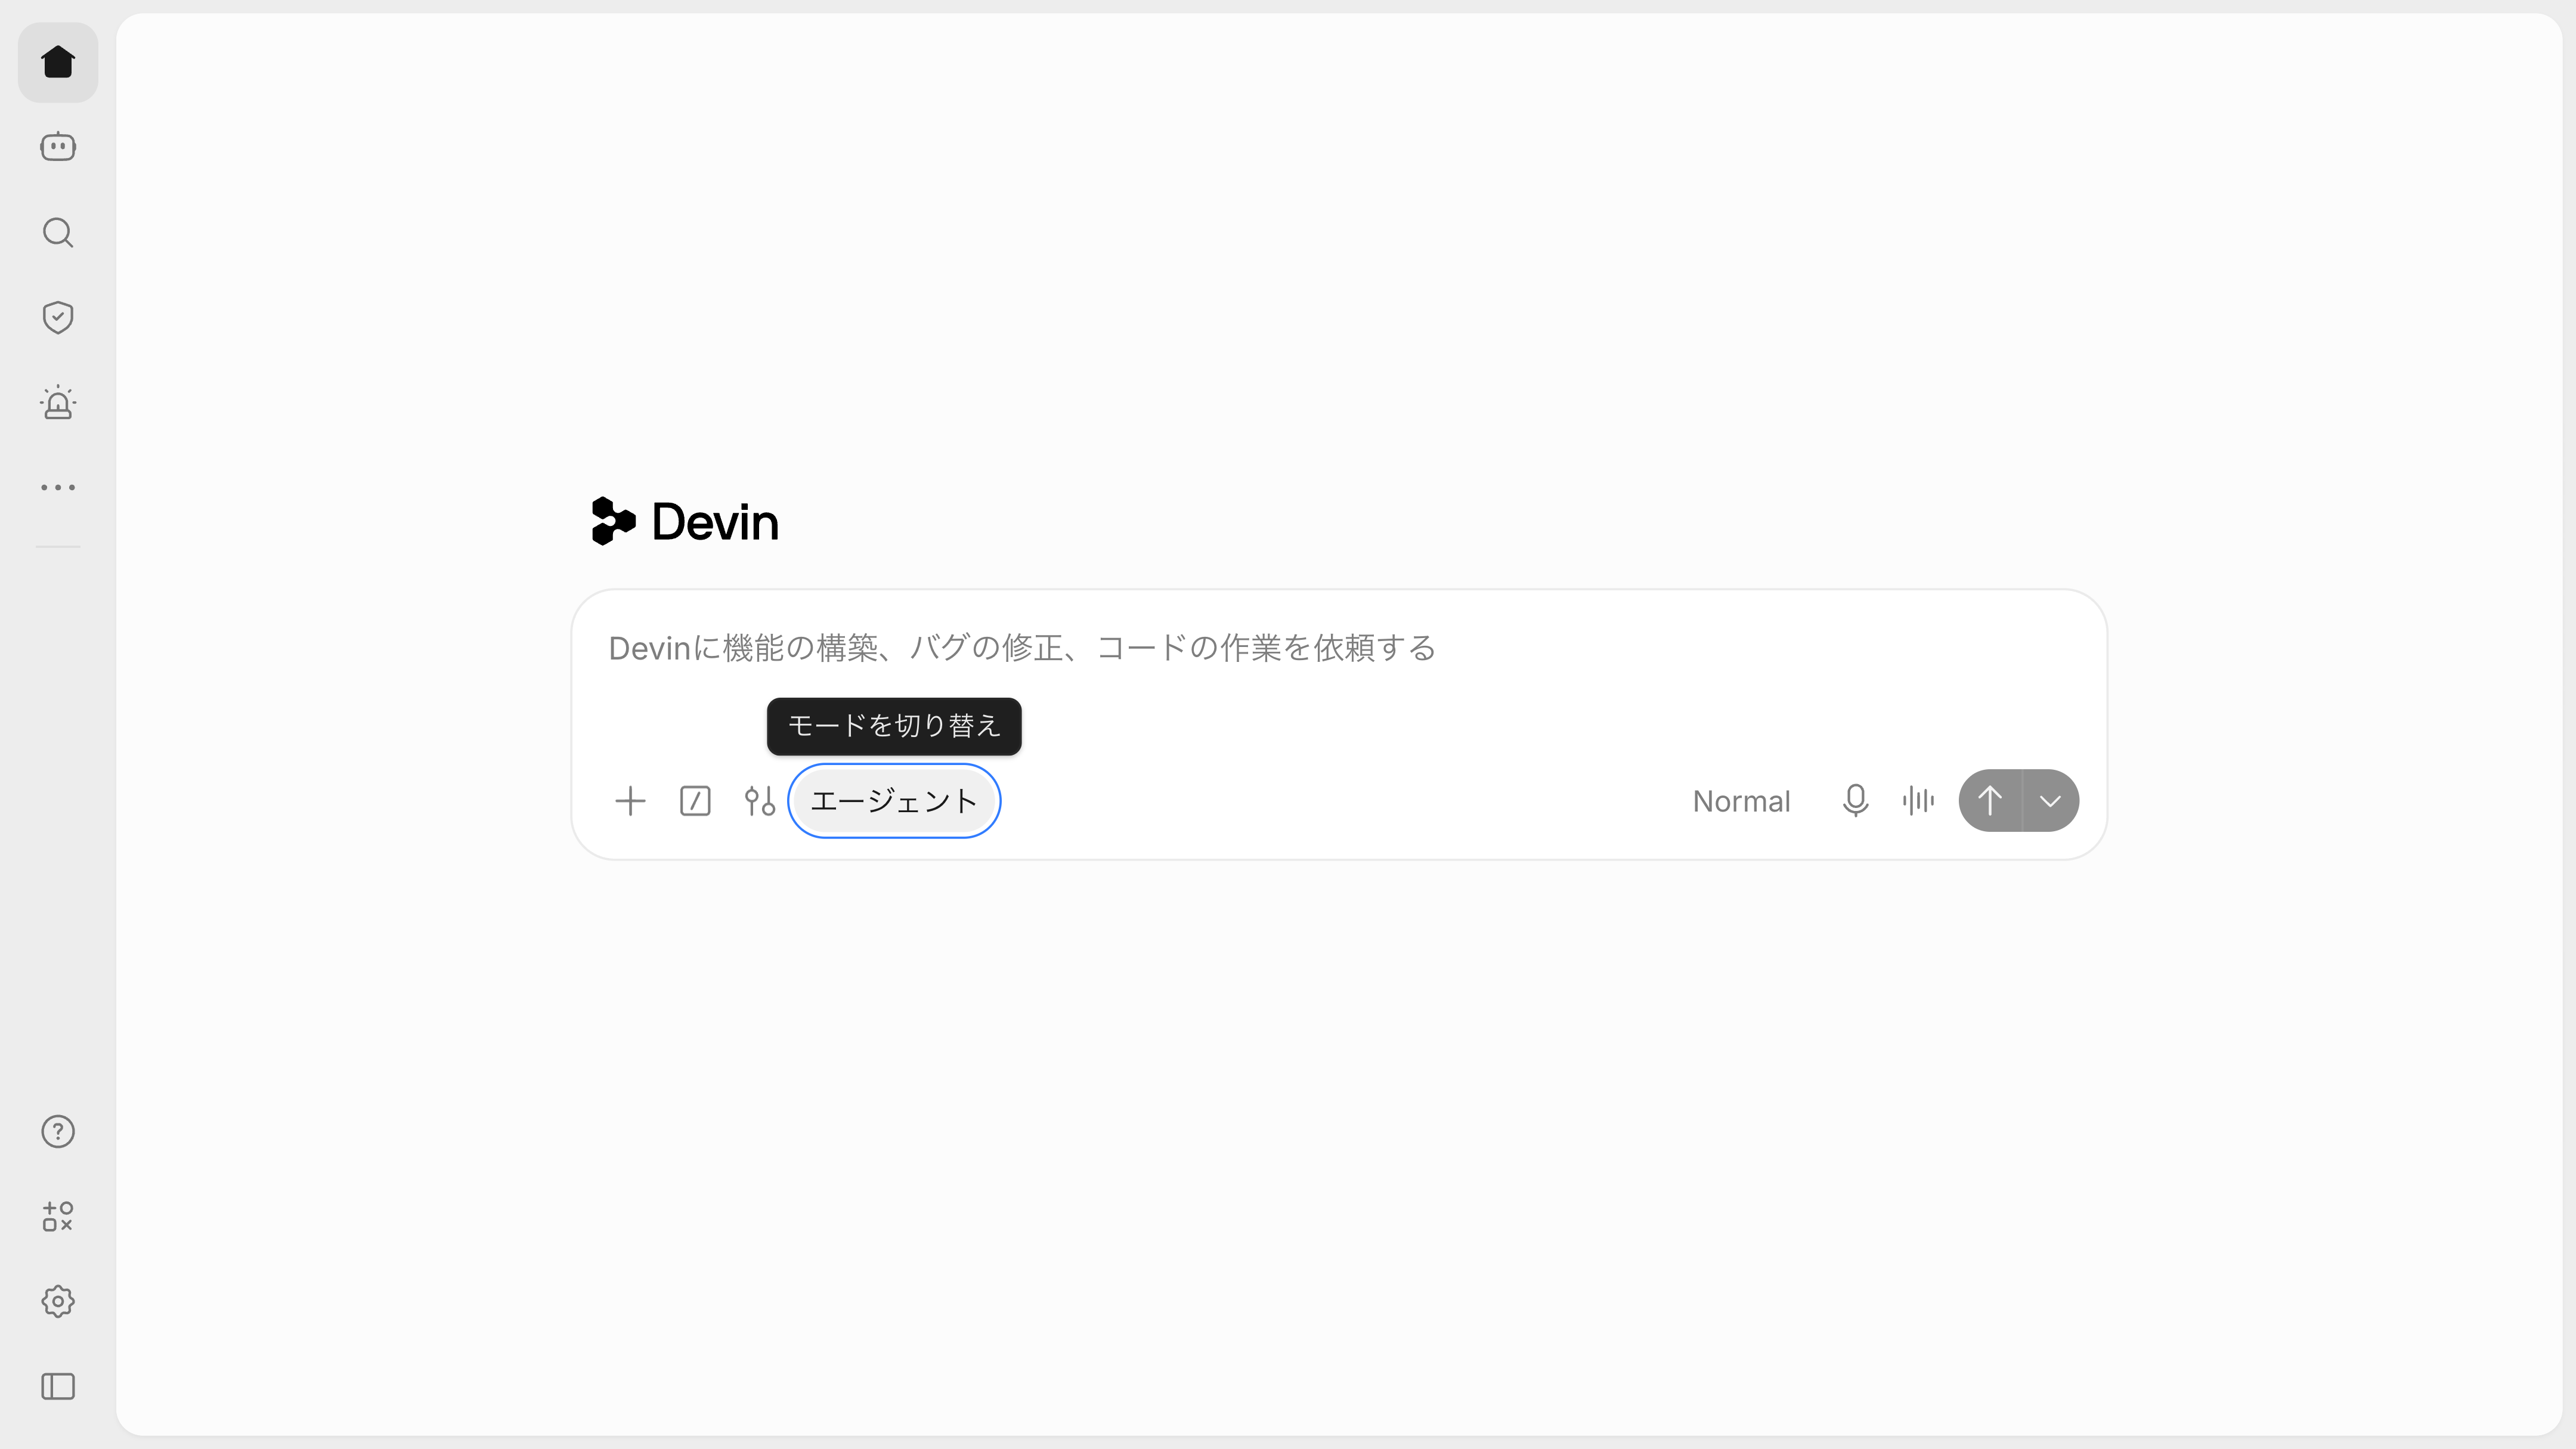 Devin
Devinに機能の構築、バグの修正、コードの作業を依頼する
モードを切り替え
エージェント
Normal